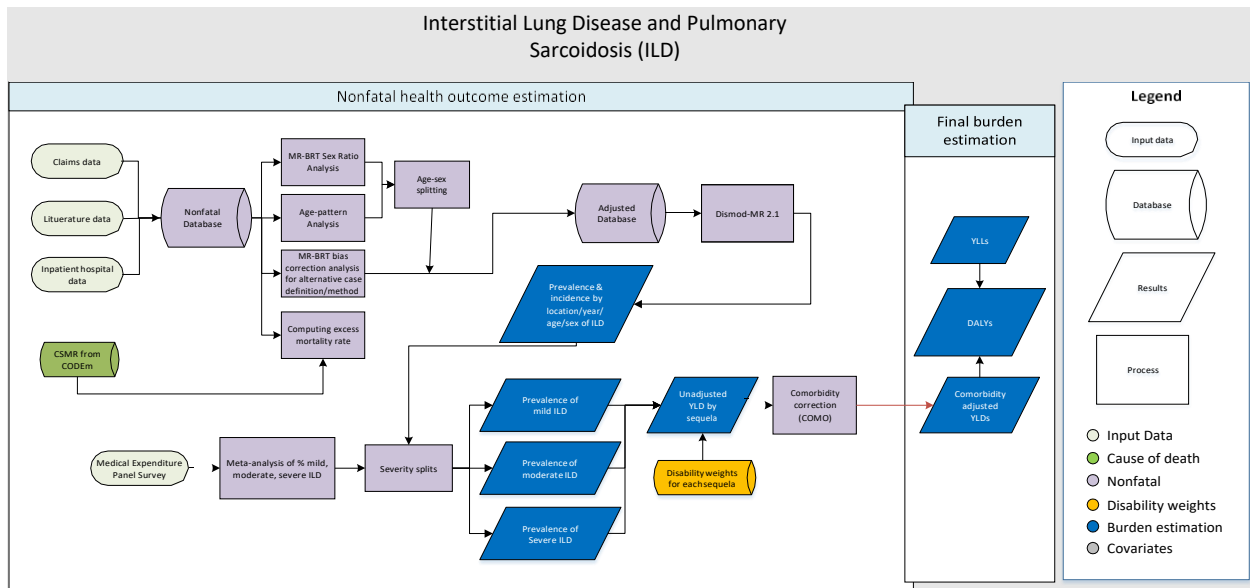 Interstitial Lung Disease and Pulmonary
Sarcoidosis (ILD)
Nonfatal health outcome estimation
Claims data
Lituerature data
Inpatient hospital
data
CSMR from
CODEm
Nonfatal
Database
MR-BRT Sex Ratio
Analysis
Age-pattern
Analysis
MR-BRT bias
correction analysis
for alternative case
definition/method
Computing excess
mortality rate
Age-sex
splitting
Adjusted
Database
Dismod-MR 2.1
Prevalence &
incidence by
location/year/
age/sex of ILD
Medical Expenditure
Panel Survey
Meta-analysis of % mild,
moderate, severe ILD
Severity splits
Prevalence of
mild ILD
Prevalence of
moderate ILD
Prevalence of
Severe ILD
Unadjusted
YLD by
sequela
Disability weights
for eachsequela
Comorbidity
correction
(COMO)
Final burden
estimation
YLLs
DALYs
Comorbidity
adjusted
YLDs
Legend
Input data
Database
Results
Process
Input Data
Cause of death
Nonfatal
Disability weights
Burden estimation
Covariates